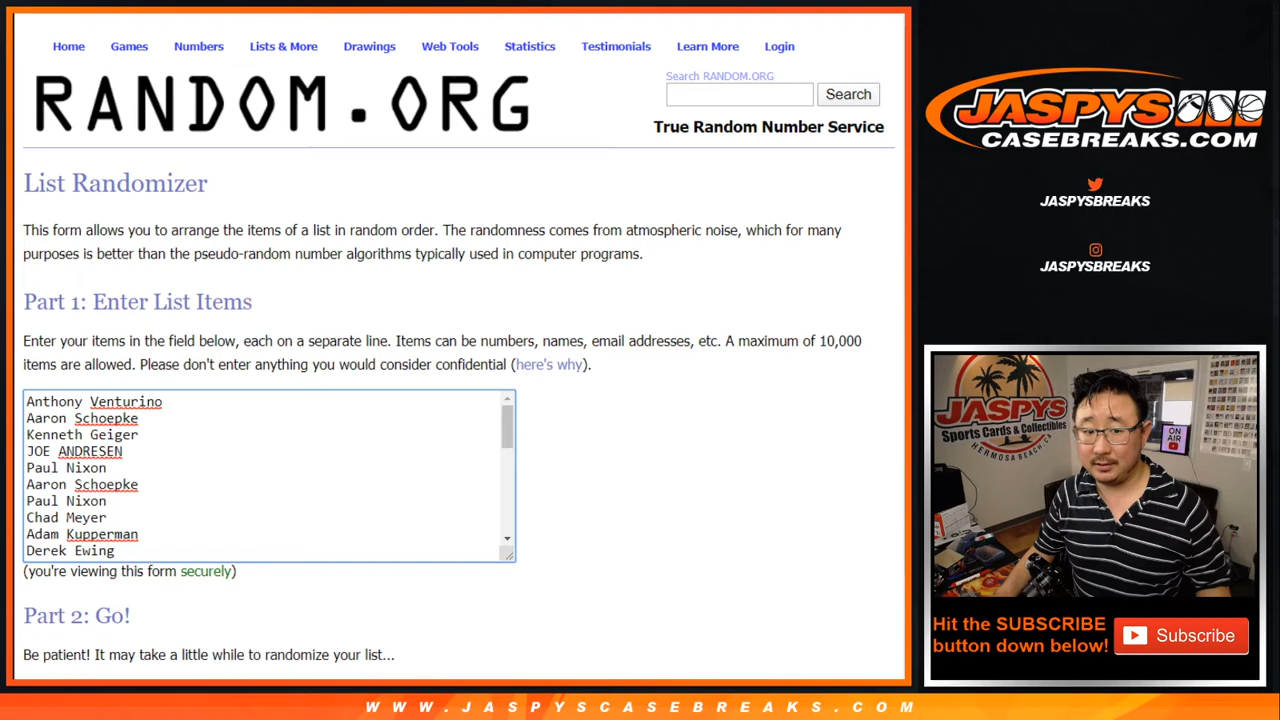 Home Games Numbers Lists & More Drawings Web Tools Statistics Testimonials Learn More Login
RANDOM.ORG
Search RANDOM.ORG
Search
True Random Number Service
List Randomizer
This form allows you to arrange the items of a list in random order. The randomness comes from atmospheric noise, which for many
purposes is better than the pseudo-random number algorithms typically used in computer programs.
Part 1: Enter List Items
Enter your items in the field below, each on a separate line. Items can be numbers, names, email addresses, etc. A maximum of 10,000
items are allowed. Please don't enter anything you would consider confidential (here's why).
Anthony Venturino
Aaron Schoepke
Kenneth Geiger
JOE ANDRESEN
Paul Nixon
Aaron Schoepke
Paul Nixon
Chad Meyer
Adam Kupperman
Derek Ewing
(you're viewing this form securely)
Part 2: Go!
Be patient! It may take a little while to randomize your list...
JASPYS
CASEBREAKS.COM
JASPYSBREAKS
JASPYSBREAKS
JASPYS
Sports Cards & Collectibles
HERMOSA BEACH, CA
ON
AIR
Hit the SUBSCRIBE
button down below!
Subscribe
WWW.JASPYSCASEBREAKS.COM